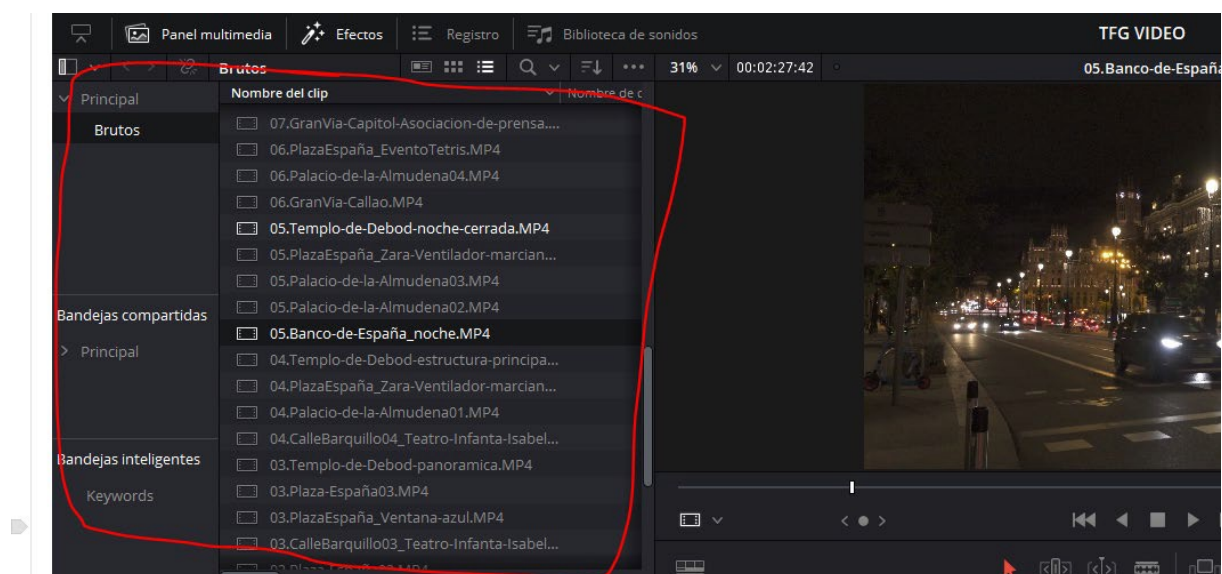 Panel multimedia Efectos Registro Biblioteca de sonidos TFG VIDEO
Brutos 31% 00:02:27:42 05.Banco-de-España
Principal
Brutos
Bandejas compartidas
Principal
Bandejas inteligentes
Keywords
Nombre del clip Nombre de c
07.GranVia-Capitol-Asociacion-de-prensa....
06.PlazaEspaña_EventoTetris.MP4
06.Palacio-de-la-Almudena04.MP4
06.GranVia-Callao.MP4
05.Templo-de-Debod-noche-cerrada.MP4
05.PlazaEspaña_Zara-Ventilador-marcian...
05.Palacio-de-la-Almudena03.MP4
05.Palacio-de-la-Almudena02.MP4
05.Banco-de-España_noche.MP4
04.Templo-de-Debod-estructura-principa...
04.PlazaEspaña_Zara-Ventilador-marcian...
04.Palacio-de-la-Almudena01.MP4
04.CalleBarquillo04_Teatro-Infanta-Isabel...
03.Templo-de-Debod-panoramica.MP4
03.Plaza-España03.MP4
03.PlazaEspaña_Ventana-azul.MP4
03.CalleBarquillo03_Teatro-Infanta-Isabel...